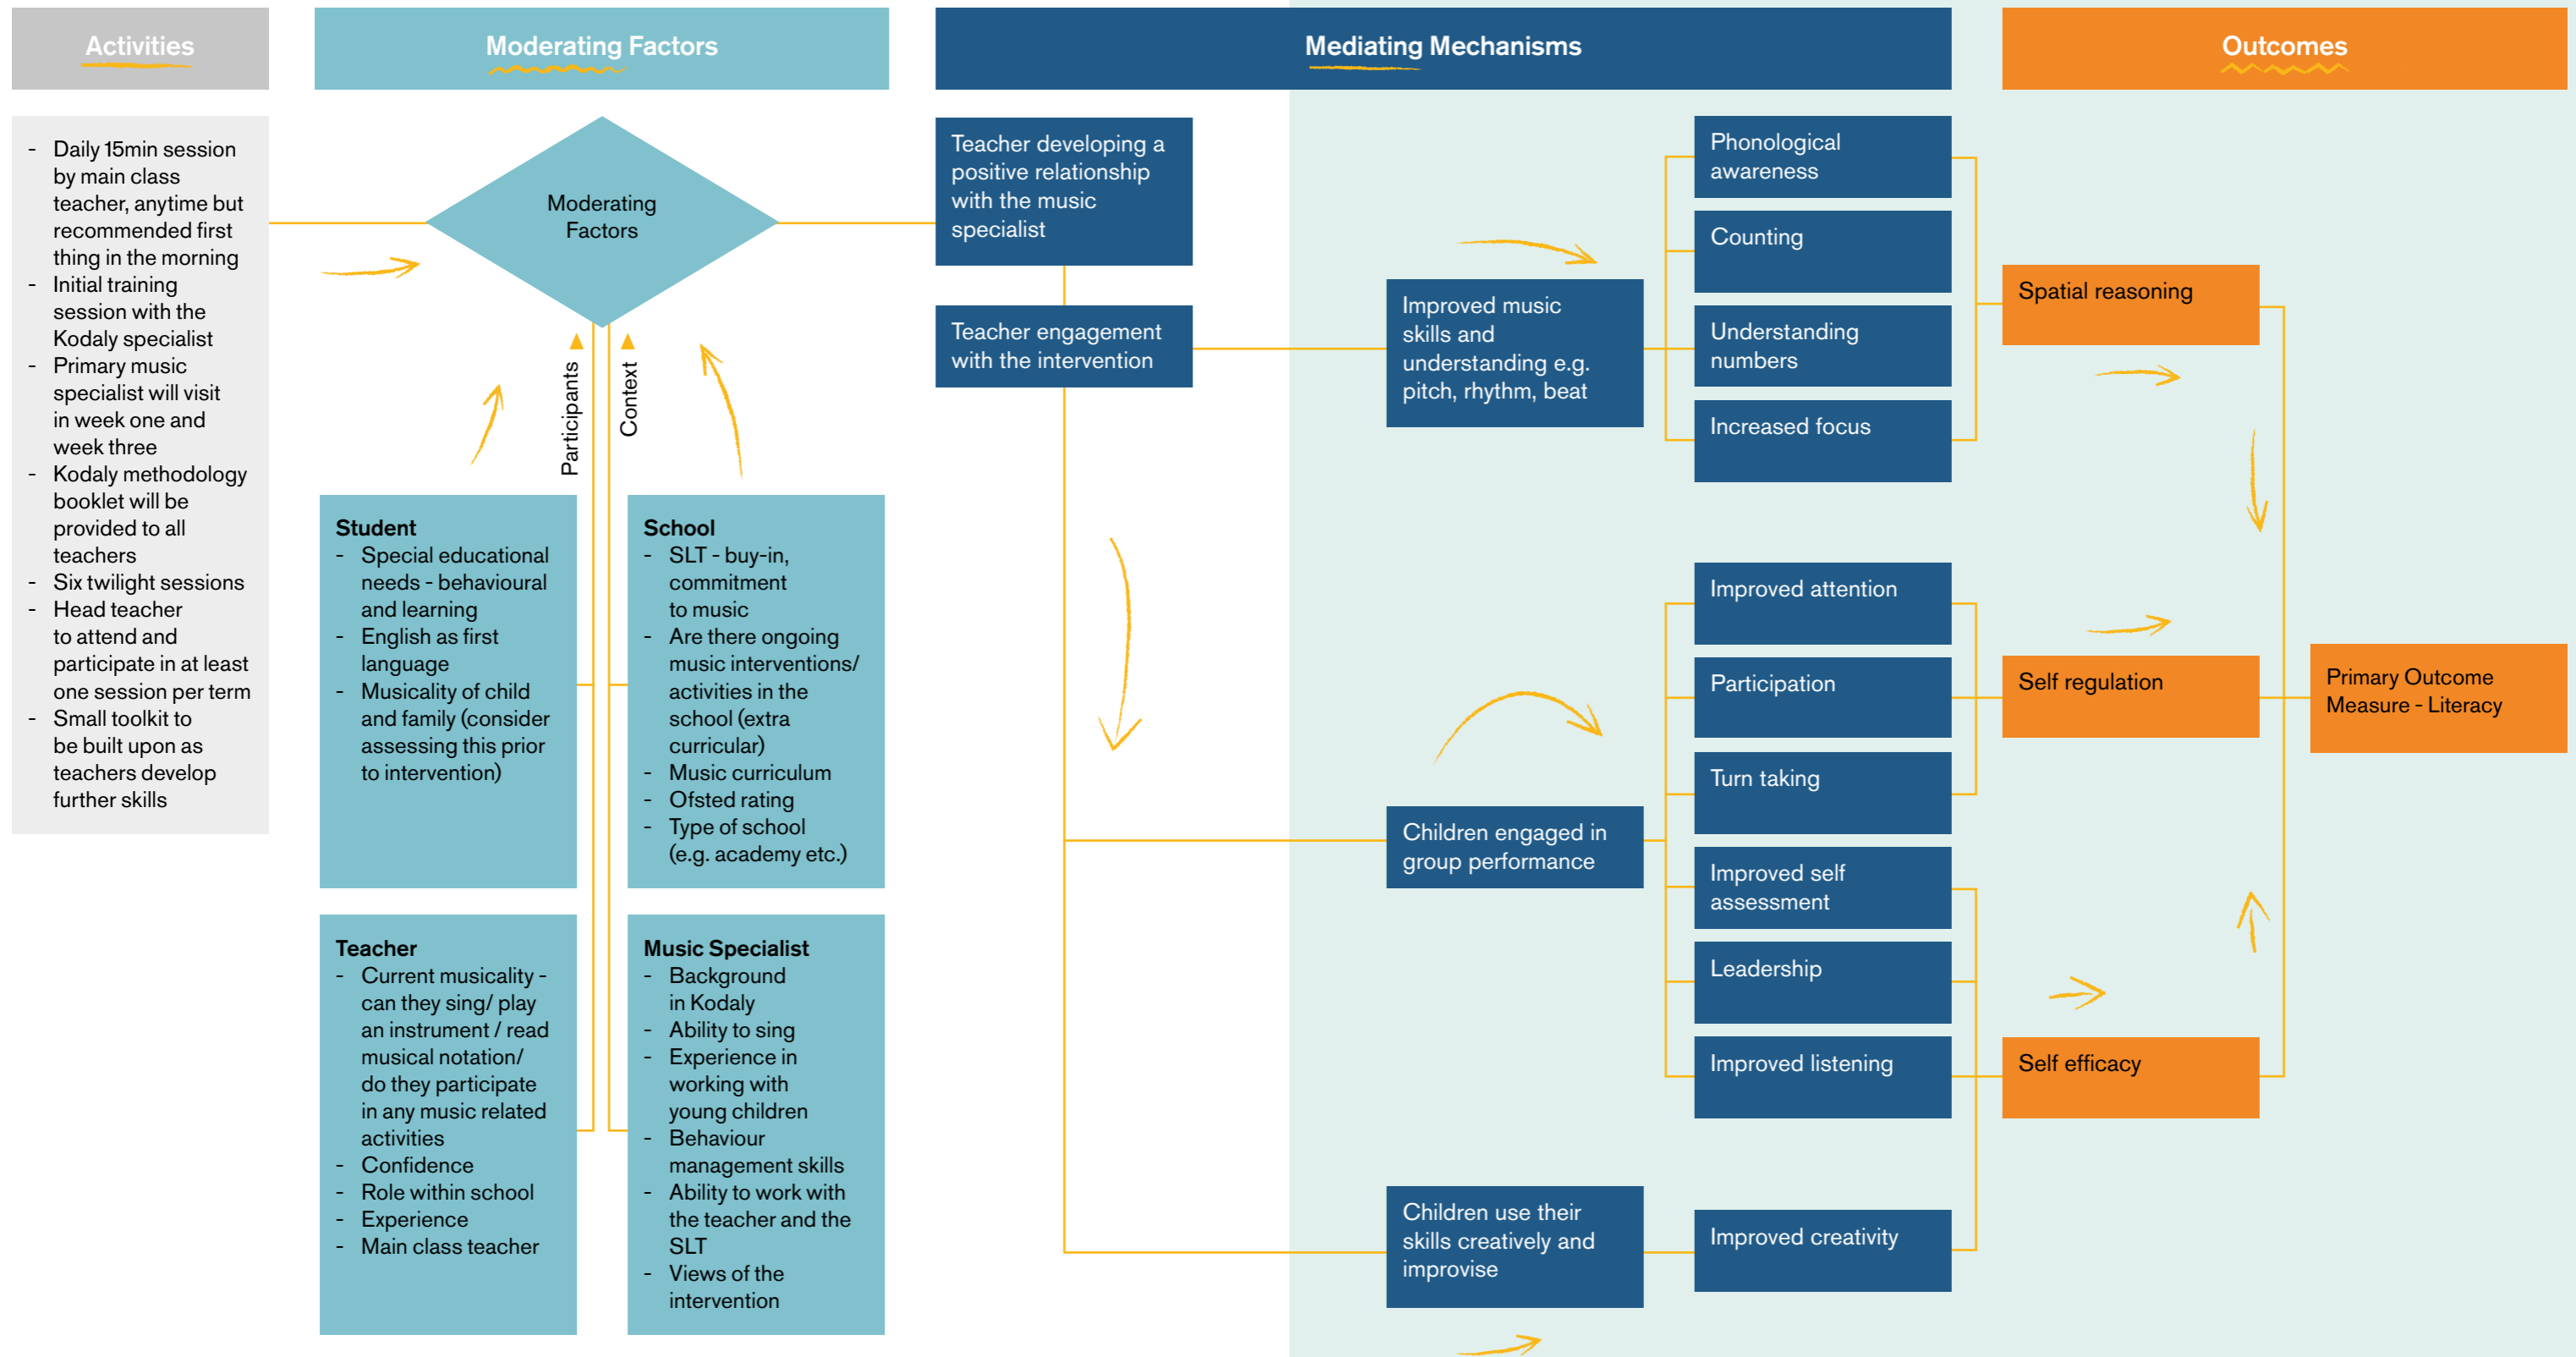 Activities
Moderating Factors
Mediating Mechanisms
Outcomes
- Daily 15min session
by main class
teacher, anytime but
recommended first
thing in the morning
- Initial training
session with the
Kodaly specialist
- Primary music
specialist will visit
in week one and
week three
- Kodaly methodology
booklet will be
provided to all
teachers
- Six twilight sessions
- Head teacher
to attend and
participate in at least
one session per term
- Small toolkit to
be built upon as
teachers develop
further skills
Moderating
Factors
Participants
Context
Student
- Special educational
needs - behavioural
and learning
- English as first
language
- Musicality of child
and family (consider
assessing this prior
to intervention)
School
- SLT - buy-in,
commitment
to music
- Are there ongoing
music interventions/
activities in the
school (extra
curricular)
- Music curriculum
- Ofsted rating
- Type of school
(e.g. academy etc.)
Teacher
- Current musicality -
can they sing/ play
an instrument / read
musical notation/
do they participate
in any music related
activities
- Confidence
- Role within school
- Experience
- Main class teacher
Music Specialist
- Background
in Kodaly
- Ability to sing
- Experience in
working with
young children
- Behaviour
management skills
- Ability to work with
the teacher and the
SLT
- Views of the
intervention
Teacher developing a
positive relationship
with the music
specialist
Teacher engagement
with the intervention
Improved music
skills and
understanding e.g.
pitch, rhythm, beat
Children engaged in
group performance
Children use their
skills creatively and
improvise
Phonological
awareness
Counting
Understanding
numbers
Increased focus
Improved attention
Participation
Turn taking
Improved self
assessment
Leadership
Improved listening
Improved creativity
Spatial reasoning
Self regulation
Self efficacy
Primary Outcome
Measure - Literacy